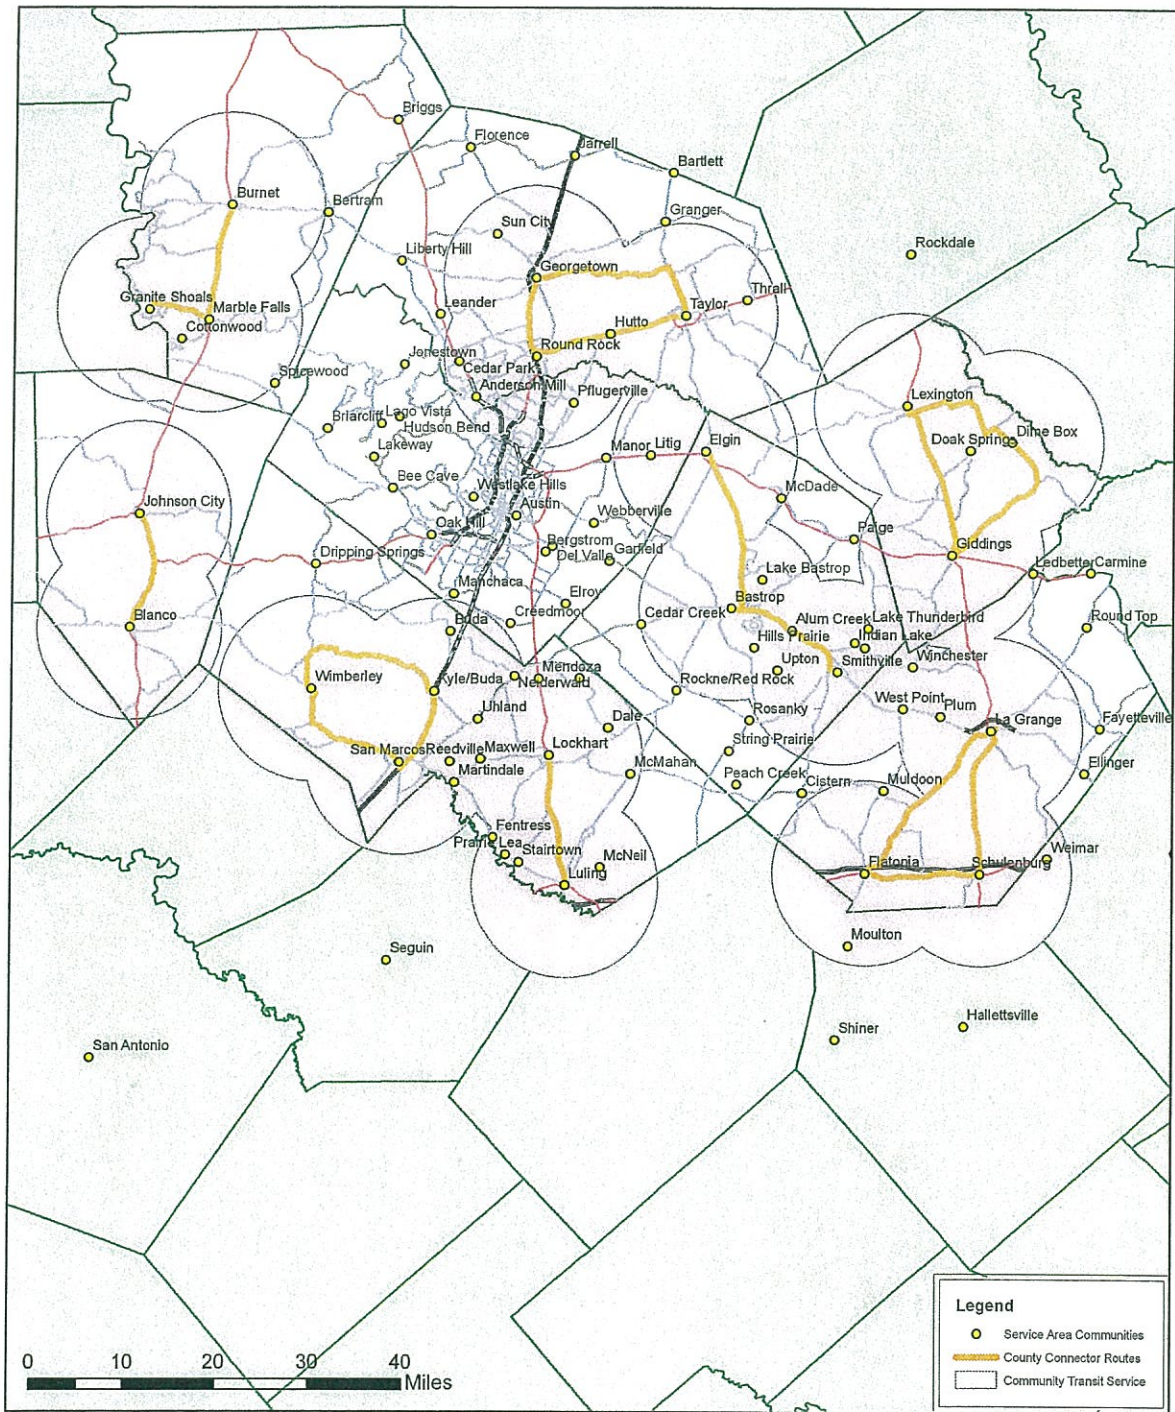 Briggs
Florence
Jarrell
Bartlett
Burnet
Bertram
Granger
Sun City
Rockdale
Liberty Hill
Georgetown
Granite Shoals
Marble Falls
Leander
Thrall
Taylor
Hutto
Cottonwood
Round Rock
Jonestown
Cedar Park
Spicewood
Anderson Mill
Pflugerville
Lexington
Lago Vista
Briarcliff
Hudson Bend
Doak Springs
Dime Box
Lakeway
Manor
Litig
Elgin
Bee Cave
Westlake Hills
McDade
Johnson City
Austin
Webberville
Oak Hill
Paige
Bergstrom
Del Valle
Garfield
Giddings
Dripping Springs
Ledbetter
Carmine
Manchaca
Lake Bastrop
Elroy
Bastrop
Blanco
Creedmoor
Cedar Creek
Alum Creek
Lake Thunderbird
Round Top
Buda
Hills Prairie
Indian Lake
Mendoza
Upton
Smithville
Winchester
Wimberley
Kyle/Buda
Neiderwald
Rockne/Red Rock
West Point
Plum
Uhland
Dale
Rosanky
La Grange
Fayetteville
San Marcos
Reedville
Maxwell
Lockhart
String Prairie
Martindale
McMahan
Peach Creek
Cistern
Muldoon
Ellinger
Fentress
Prairie Lea
Stairtown
McNeil
Weimar
Luling
Flatonia
Schulenburg
Seguin
Moulton
San Antonio
Shiner
Hallettsville
Legend
Service Area Communities
County Connector Routes
Community Transit Service
0 10 20 40
Miles